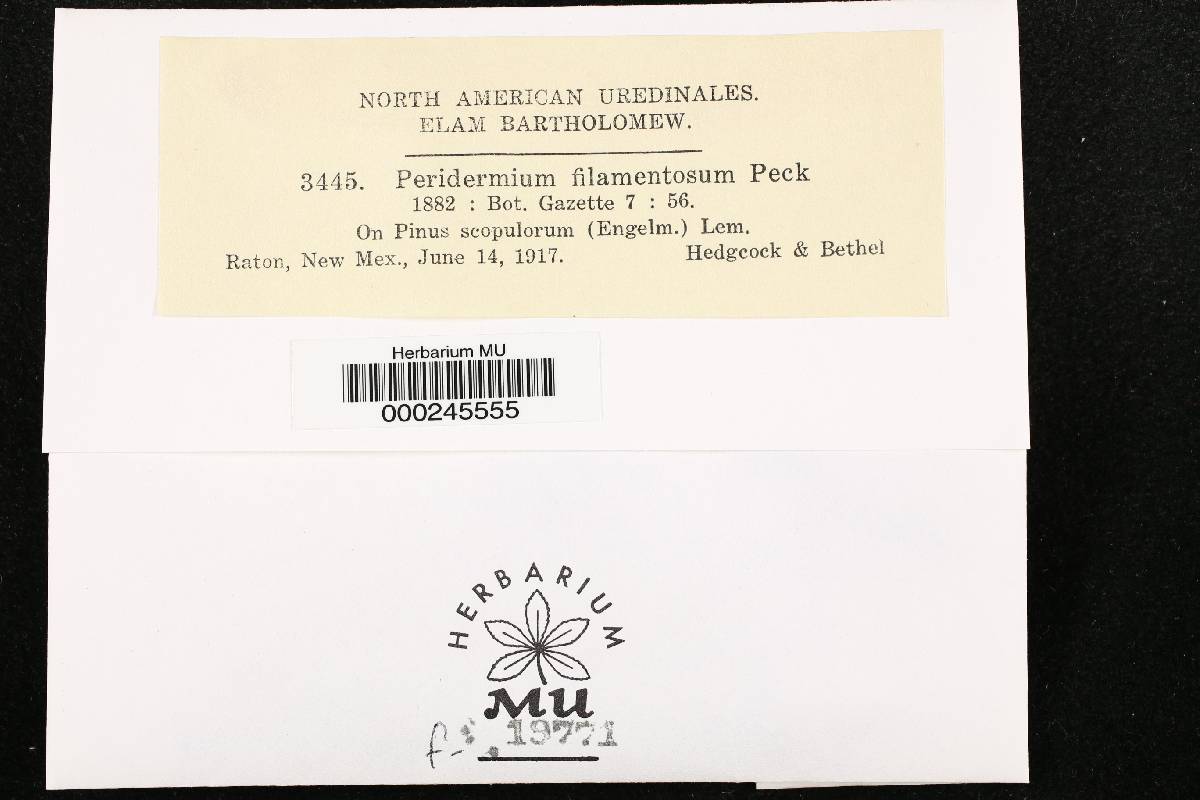 NORTH AMERICAN UREDINALES.
ELAM BARTHOLOMEW.
3445. Peridermium filamentosum Peck
1882 : Bot. Gazette 7 : 56.
On Pinus scopulorum (Engelm.) Lem.
Raton, New Mex., June 14, 1917. Hedgcock & Bethel
Herbarium MU
000245555
HERBARIUM
MU
19771